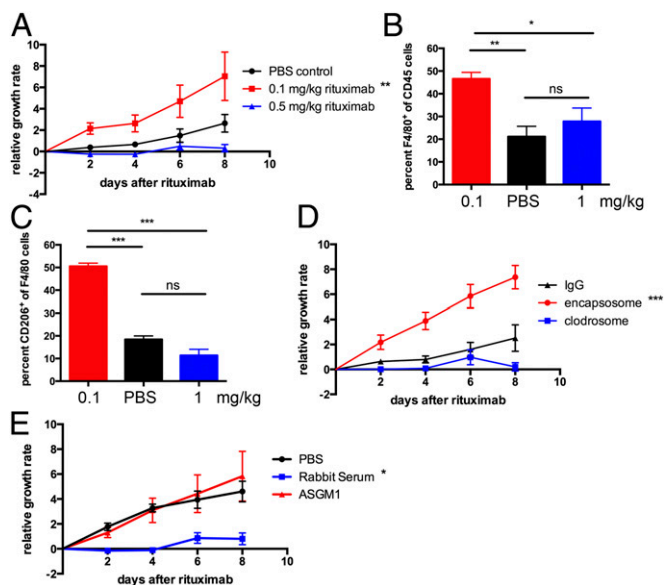 A
relative growth rate
10
8
6
4
2
0
-2
-4
2
4
6
8
10
days after rituximab
PBS control
0.1 mg/kg rituximab
**
0.5 mg/kg rituximab
B
percent F4/80+ of CD45 cells
60
50
40
30
20
10
0
*
**
ns
0.1 PBS 1 mg/kg
C
percent CD206+ of F4/80 cells
60
50
40
30
20
10
0
***
***
ns
0.1 PBS 1 mg/kg
D
relative growth rate
10
8
6
4
2
0
-2
2
4
6
8
10
days after rituximab
IgG
encapsosome
***
clodrosome
E
relative growth rate
10
8
6
4
2
0
-2
2
4
6
8
10
days after rituximab
PBS
Rabbit Serum
*
ASGM1